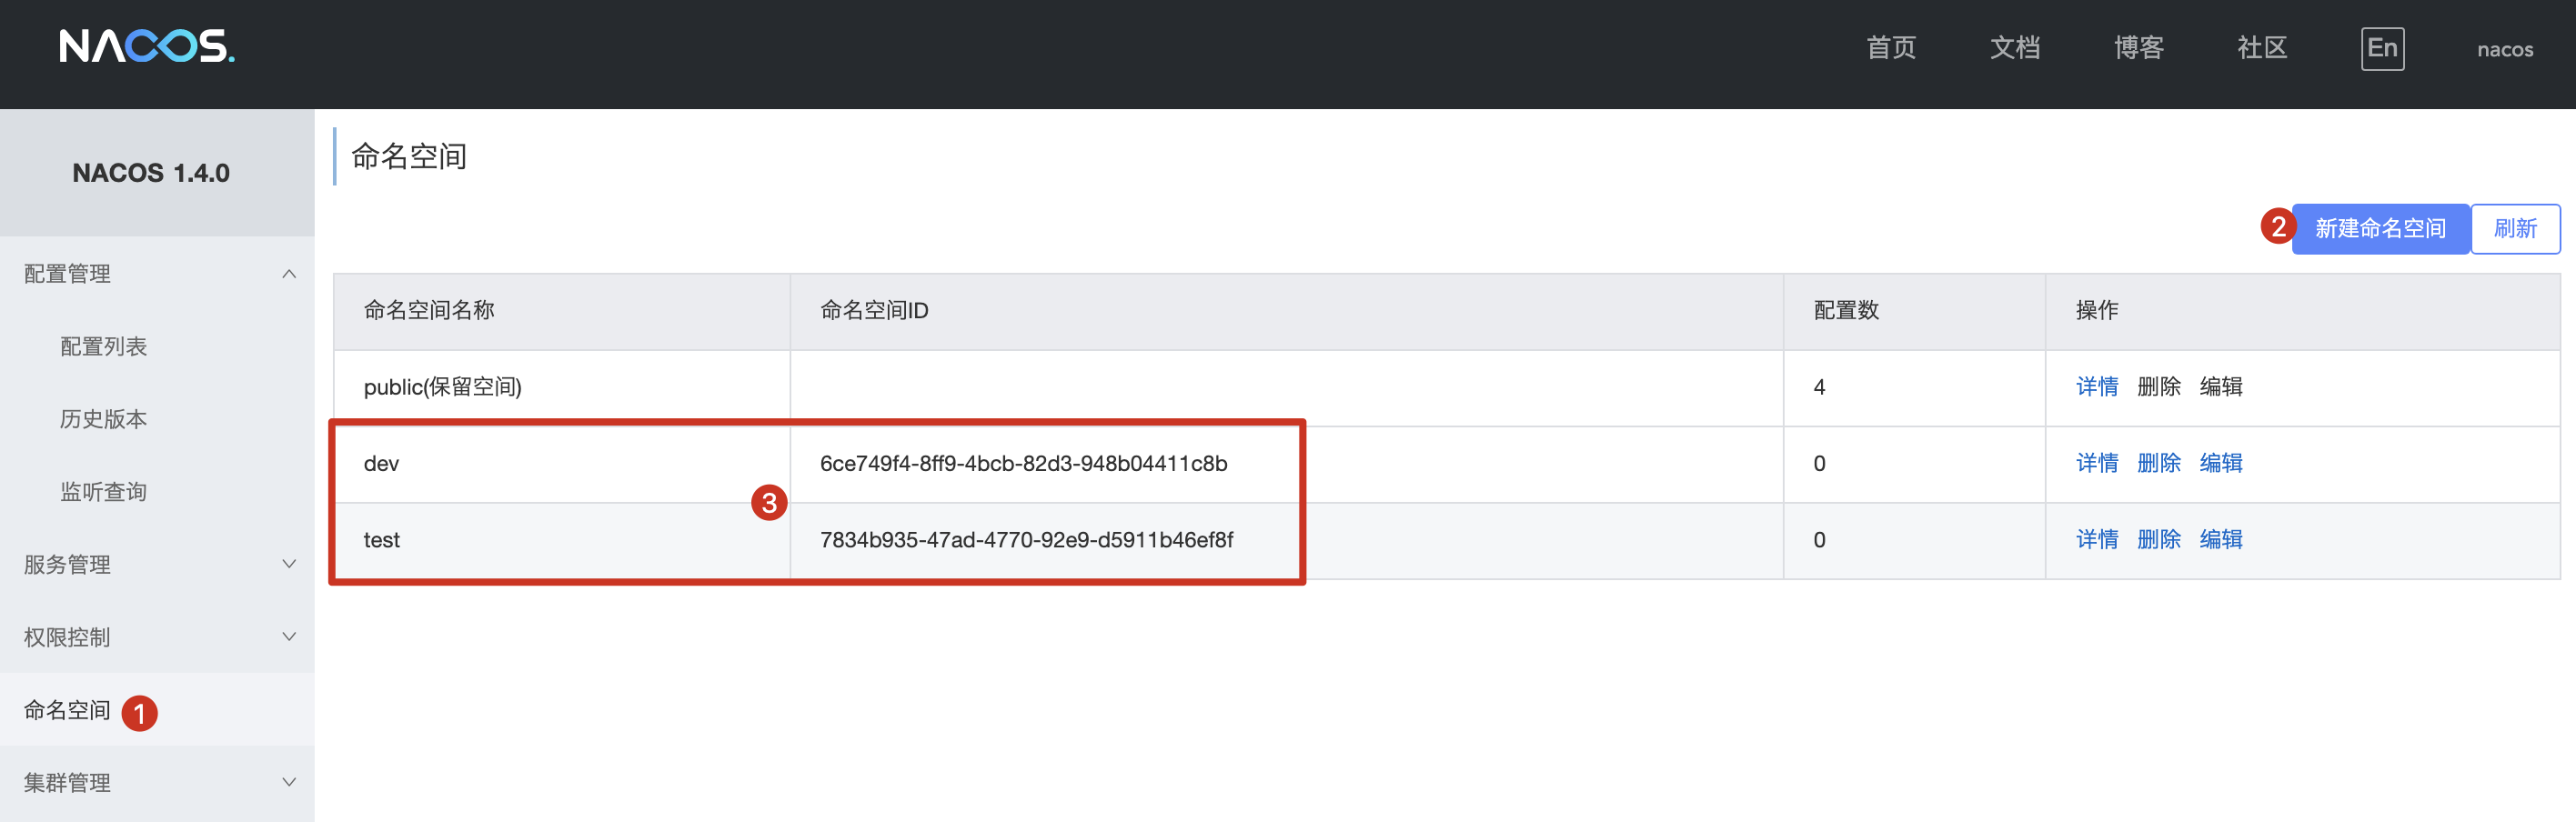 NACOS.
首页 文档 博客 社区 En nacos
NACOS 1.4.0
配置管理
配置列表
历史版本
监听查询
服务管理
权限控制
命名空间 1
集群管理
命名空间
2 新建命名空间 刷新
命名空间名称 命名空间ID 配置数 操作
public(保留空间) 4 详情 删除 编辑
dev 6ce749f4-8ff9-4bcb-82d3-948b04411c8b 0 详情 删除 编辑
3
test 7834b935-47ad-4770-92e9-d5911b46ef8f 0 详情 删除 编辑